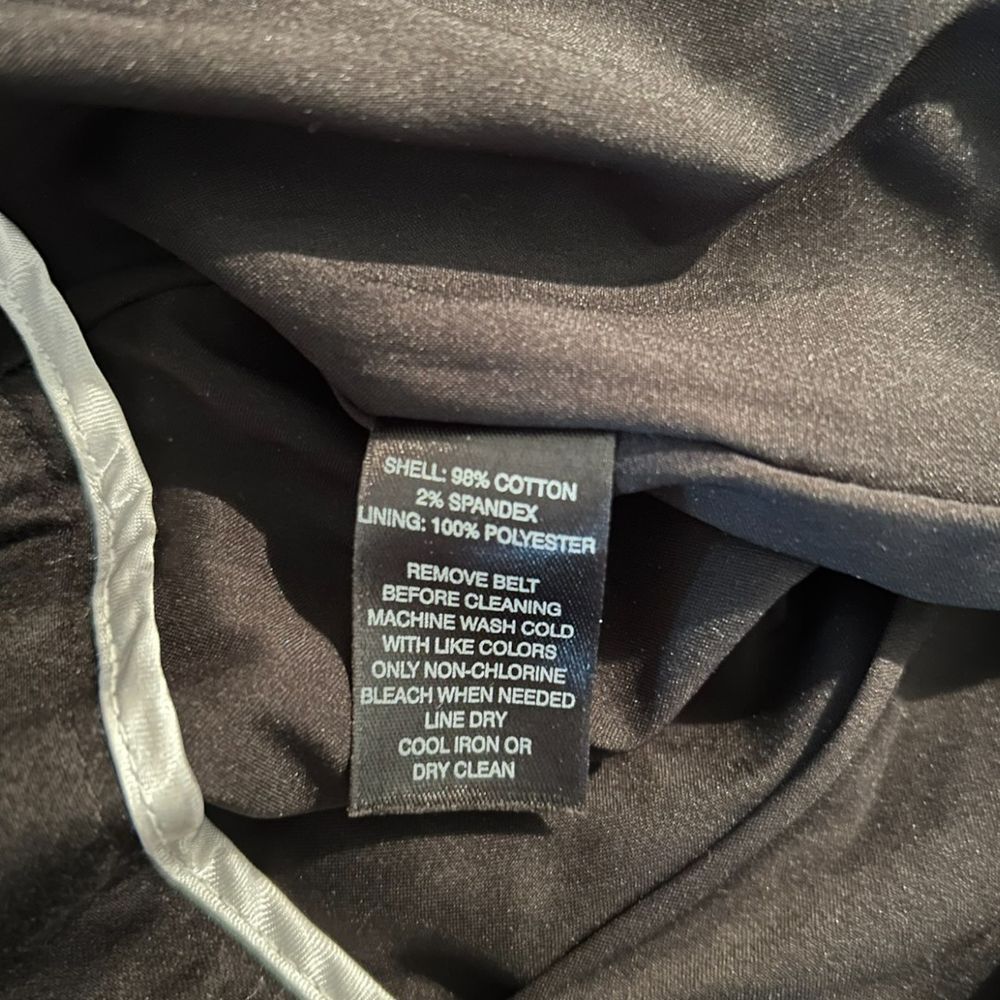 SHELL: 98% COTTON
2% SPANDEX
LINING: 100% POLYESTER
REMOVE BELT
BEFORE CLEANING
MACHINE WASH COLD
WITH LIKE COLORS
ONLY NON-CHLORINE
BLEACH WHEN NEEDED
LINE DRY
COOL IRON OR
DRY CLEAN